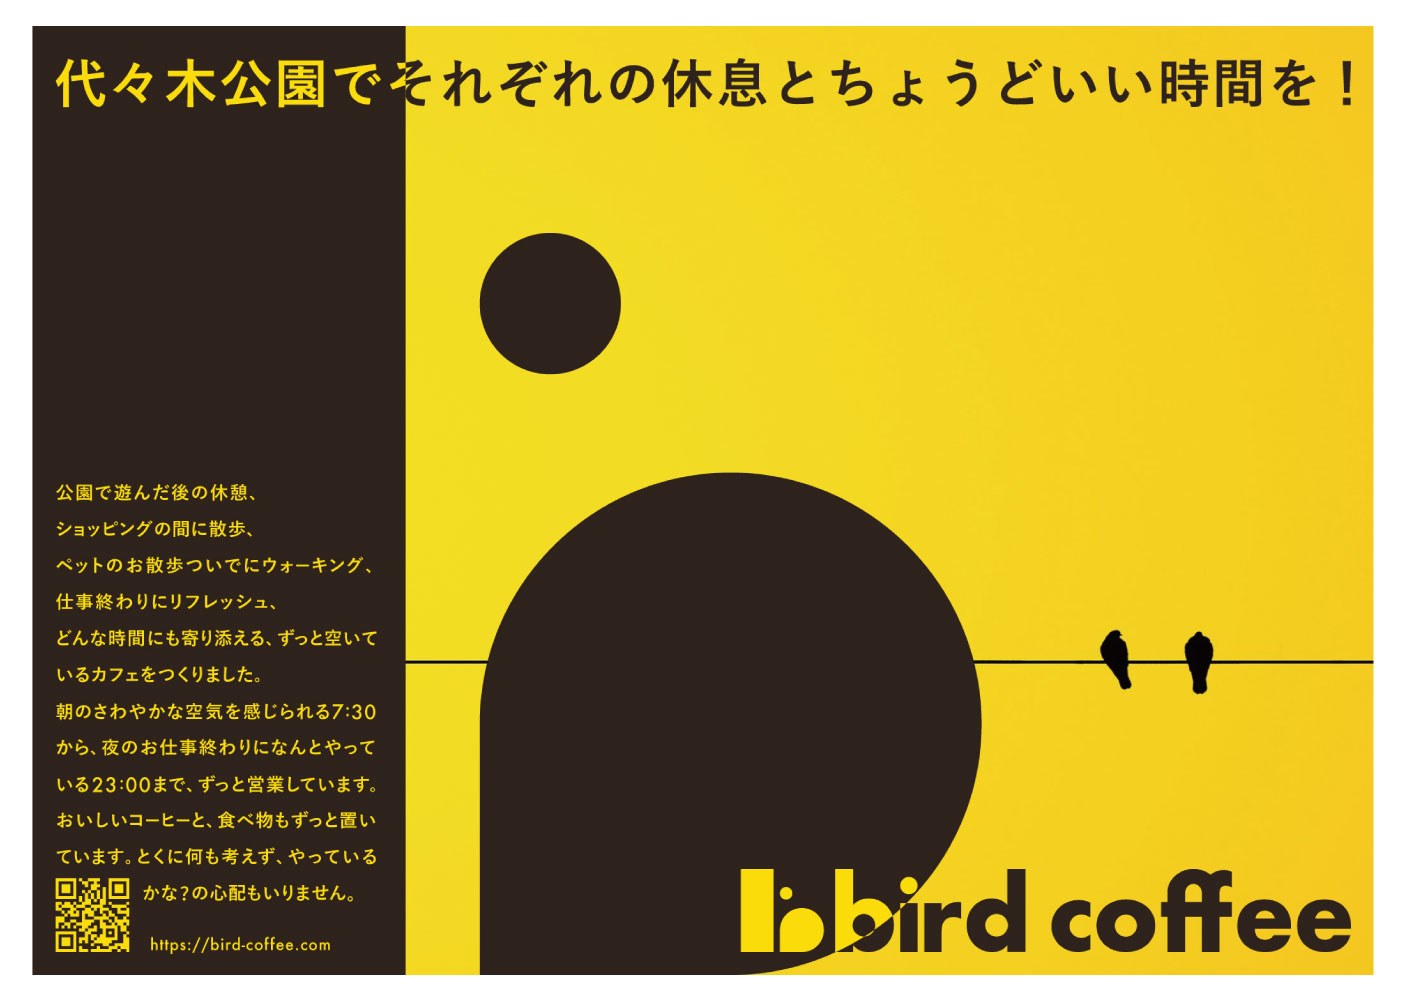 代々木公園でそれぞれの休息とちょうどいい時間を！
公園で遊んだ後の休憩、
ショッピングの間に散歩、
ペットのお散歩ついでにウォーキング、
仕事終わりにリフレッシュ、
どんな時間にも寄り添える、ずっと空いて
いるカフェをつくりました。
朝のさわやかな空気を感じられる7:30
から、夜のお仕事終わりになんとやって
いる23:00まで、ずっと営業しています。
おいしいコーヒーと、食べ物もずっと置い
ています。とくに何も考えず、やっている
かな？の心配もいりません。
https://bird-coffee.com
b bird coffee